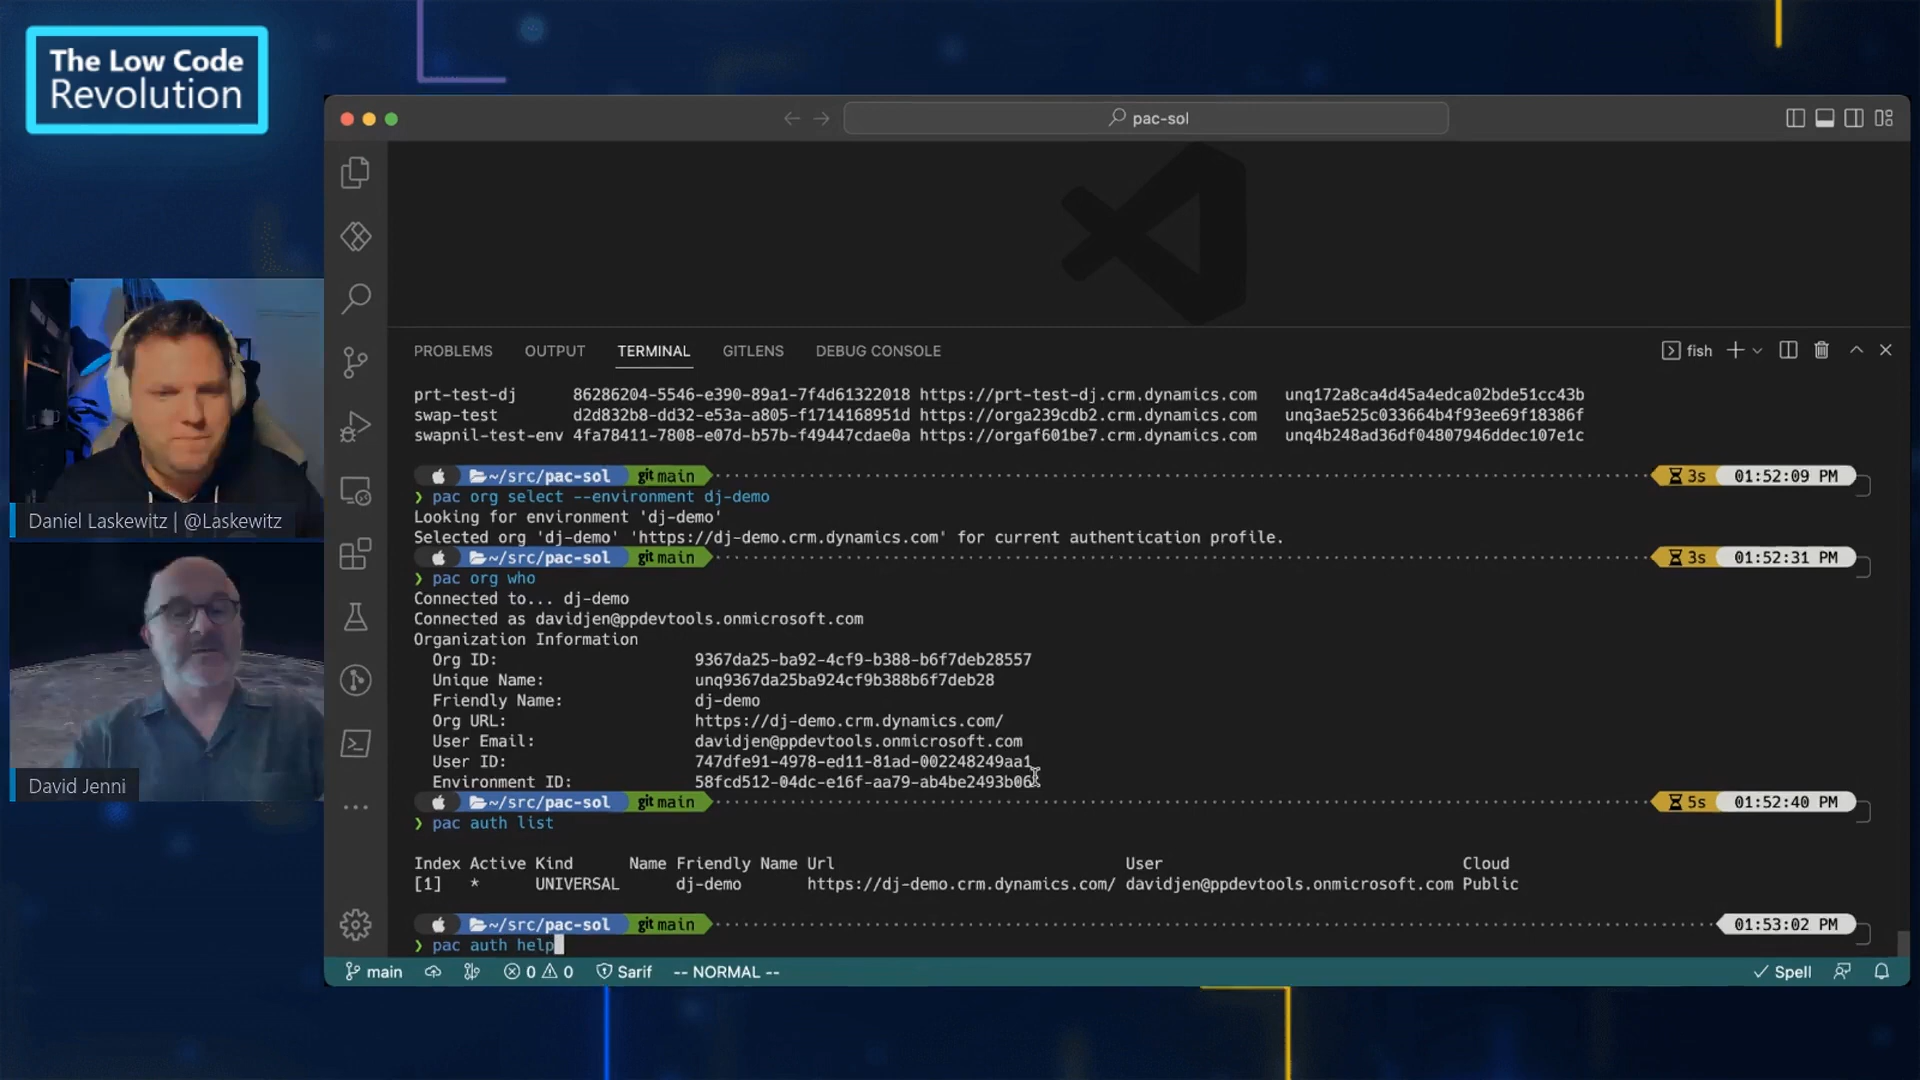 The Low Code
Revolution
pac-sol
PROBLEMS OUTPUT TERMINAL GITLENS DEBUG CONSOLE fish
prt-test-dj 86286204-5546-e390-89a1-7f4d61322018 https://prt-test-dj.crm.dynamics.com unq172a8ca4d45a4edca02bde51cc43b
swap-test d2d832b8-dd32-e53a-a805-f1714168951d https://orga239cdb2.crm.dynamics.com unq3ae525c033664b4f93ee69f18386f
swapnil-test-env 4fa78411-7808-e07d-b57b-f49447cdae0a https://orgaf601be7.crm.dynamics.com unq4b248ad36df04807946ddec107e1c
~/src/pac-sol git main 3s 01:52:09 PM
❯ pac org select --environment dj-demo
Looking for environment 'dj-demo'
Selected org 'dj-demo' 'https://dj-demo.crm.dynamics.com' for current authentication profile.
~/src/pac-sol git main 3s 01:52:31 PM
❯ pac org who
Connected to... dj-demo
Connected as davidjen@ppdevtools.onmicrosoft.com
Organization Information
Org ID: 9367da25-ba92-4cf9-b388-b6f7deb28557
Unique Name: unq9367da25ba924cf9b388b6f7deb28
Friendly Name: dj-demo
Org URL: https://dj-demo.crm.dynamics.com/
User Email: davidjen@ppdevtools.onmicrosoft.com
User ID: 747dfe91-4978-ed11-81ad-002248249aa1
Environment ID: 58fcd512-04dc-e16f-aa79-ab4be2493b06
~/src/pac-sol git main 5s 01:52:40 PM
❯ pac auth list
Index Active Kind Name Friendly Name Url User Cloud
[1] * UNIVERSAL dj-demo https://dj-demo.crm.dynamics.com/ davidjen@ppdevtools.onmicrosoft.com Public
~/src/pac-sol git main 01:53:02 PM
❯ pac auth help
main 0 0 Sarif -- NORMAL -- Spell
Daniel Laskewitz | @Laskewitz
David Jenni